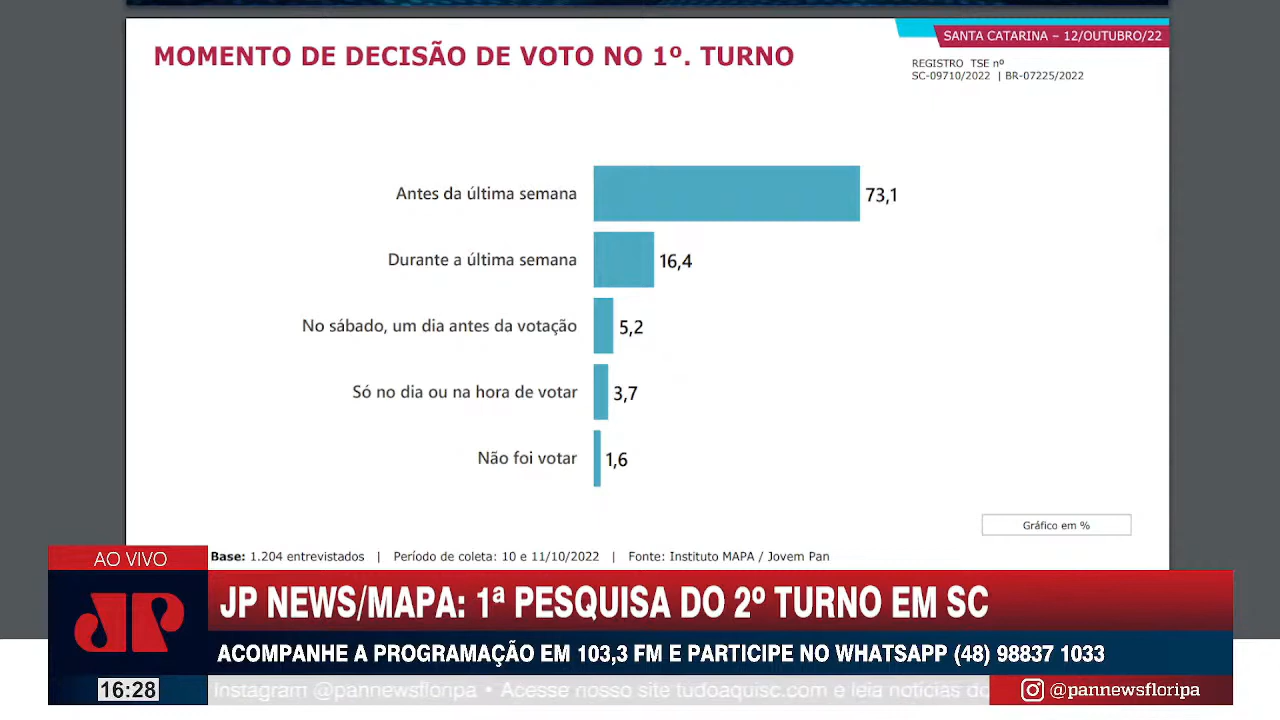 SANTA CATARINA – 12/OUTUBRO/22
MOMENTO DE DECISÃO DE VOTO NO 1º. TURNO
REGISTRO TSE nº
SC-09710/2022 | BR-07225/2022
Antes da última semana 73,1
Durante a última semana 16,4
No sábado, um dia antes da votação 5,2
Só no dia ou na hora de votar 3,7
Não foi votar 1,6
Gráfico em %
Base: 1.204 entrevistados | Período de coleta: 10 e 11/10/2022 | Fonte: Instituto MAPA / Jovem Pan
AO VIVO
JP
JP NEWS/MAPA: 1ª PESQUISA DO 2º TURNO EM SC
ACOMPANHE A PROGRAMAÇÃO EM 103,3 FM E PARTICIPE NO WHATSAPP (48) 98837 1033
16:28
Instagram @pannewsfloripa • Acesse nosso site tudoaquisc.com e leia notícias
@pannewsfloripa